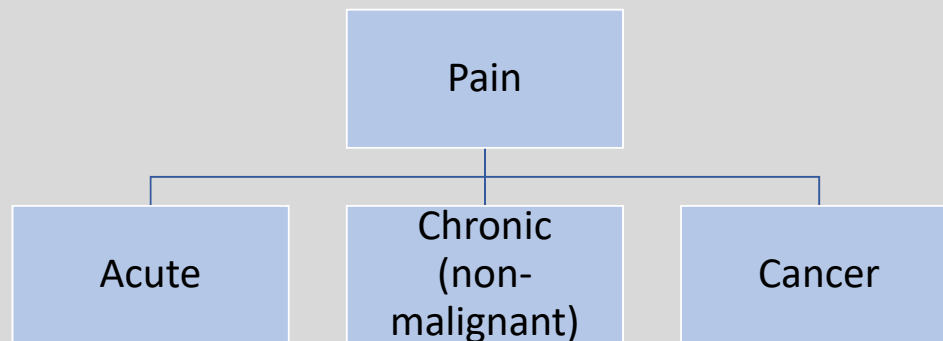 Pain
Acute
Chronic
(non-
malignant)
Cancer